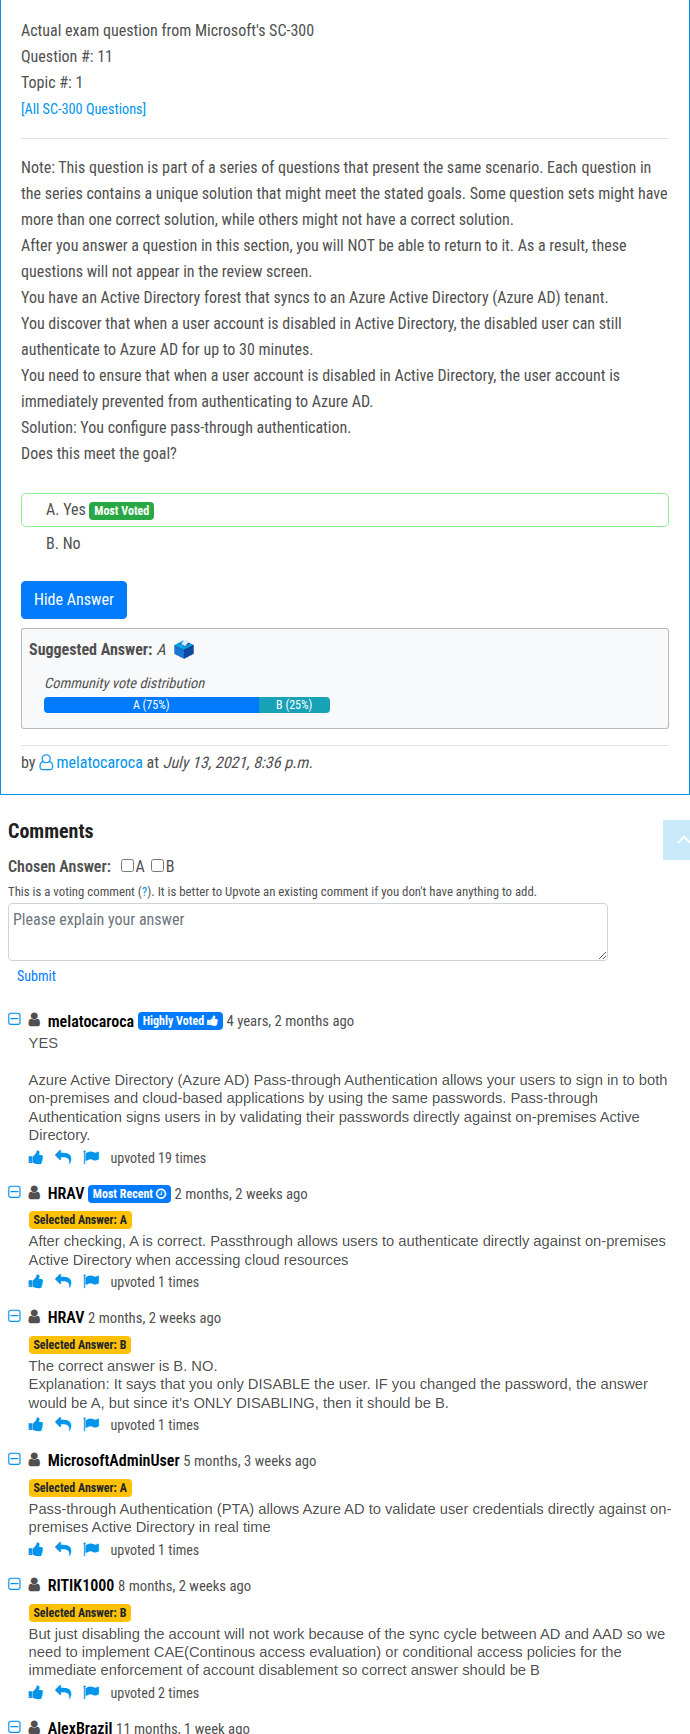 Actual exam question from Microsoft's SC-300
Question #: 11
Topic #: 1
[All SC-300 Questions]
Note: This question is part of a series of questions that present the same scenario. Each question in
the series contains a unique solution that might meet the stated goals. Some question sets might have
more than one correct solution, while others might not have a correct solution.
After you answer a question in this section, you will NOT be able to return to it. As a result, these
questions will not appear in the review screen.
You have an Active Directory forest that syncs to an Azure Active Directory (Azure AD) tenant.
You discover that when a user account is disabled in Active Directory, the disabled user can still
authenticate to Azure AD for up to 30 minutes.
You need to ensure that when a user account is disabled in Active Directory, the user account is
immediately prevented from authenticating to Azure AD.
Solution: You configure pass-through authentication.
Does this meet the goal?
A. Yes Most Voted
B. No
Hide Answer
Suggested Answer: A
Community vote distribution
A (75%) B (25%)
by melatocaroca at July 13, 2021, 8:36 p.m.
Comments
Chosen Answer: A B
This is a voting comment (?). It is better to Upvote an existing comment if you don't have anything to add.
Please explain your answer
Submit
melatocaroca Highly Voted 4 years, 2 months ago
YES
Azure Active Directory (Azure AD) Pass-through Authentication allows your users to sign in to both
on-premises and cloud-based applications by using the same passwords. Pass-through
Authentication signs users in by validating their passwords directly against on-premises Active
Directory.
upvoted 19 times
HRAV Most Recent 2 months, 2 weeks ago
Selected Answer: A
After checking, A is correct. Passthrough allows users to authenticate directly against on-premises
Active Directory when accessing cloud resources
upvoted 1 times
HRAV 2 months, 2 weeks ago
Selected Answer: B
The correct answer is B. NO.
Explanation: It says that you only DISABLE the user. IF you changed the password, the answer
would be A, but since it's ONLY DISABLING, then it should be B.
upvoted 1 times
MicrosoftAdminUser 5 months, 3 weeks ago
Selected Answer: A
Pass-through Authentication (PTA) allows Azure AD to validate user credentials directly against on-
premises Active Directory in real time
upvoted 1 times
RITIK1000 8 months, 2 weeks ago
Selected Answer: B
But just disabling the account will not work because of the sync cycle between AD and AAD so we
need to implement CAE(Continous access evaluation) or conditional access policies for the
immediate enforcement of account disablement so correct answer should be B
upvoted 2 times
AlexBrazil 11 months, 1 week ago